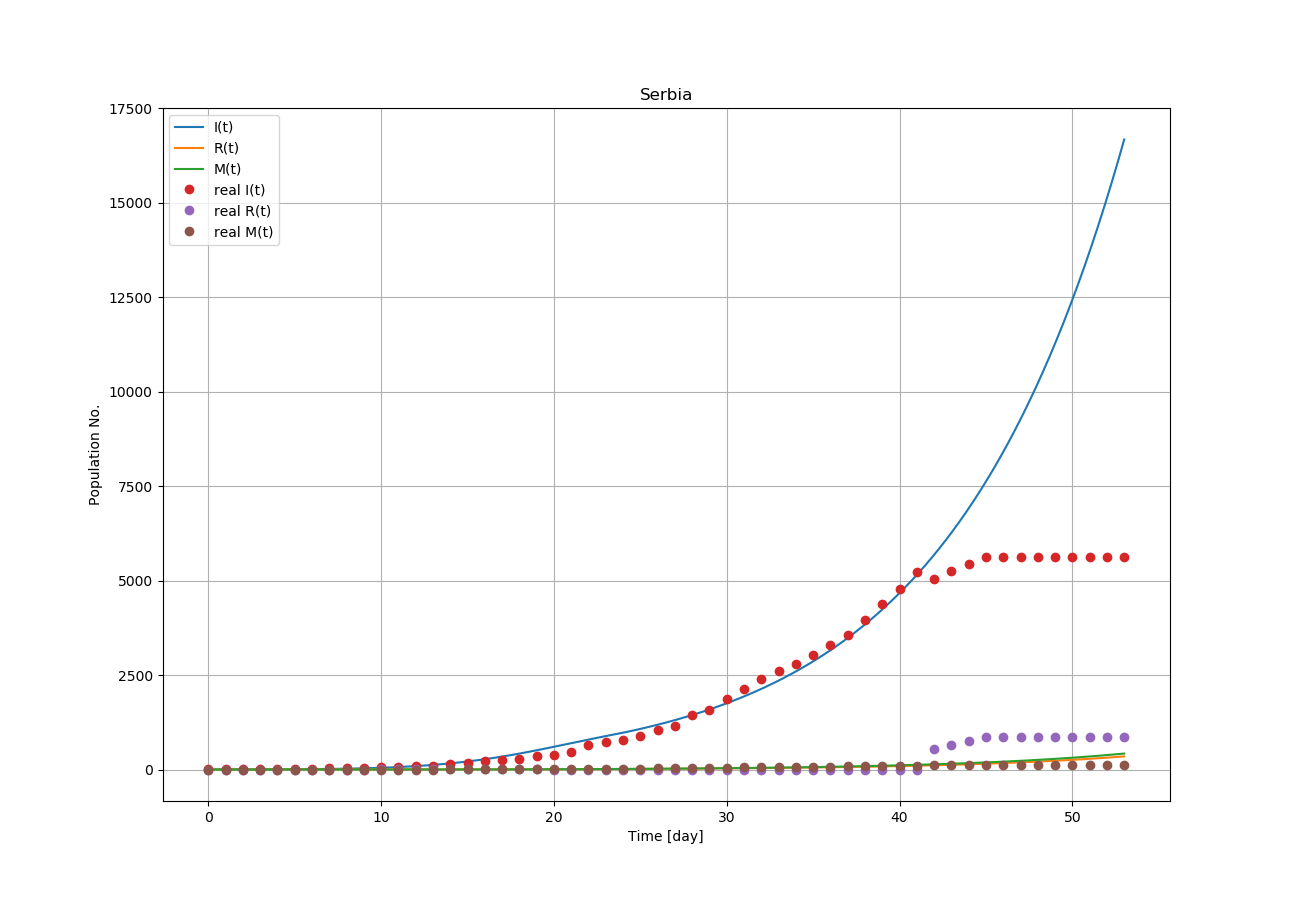 Serbia
17500
15000
12500
10000
7500
5000
2500
0
Population No.
I(t)
R(t)
M(t)
real I(t)
real R(t)
real M(t)
0 10 20 30 40 50
Time [day]